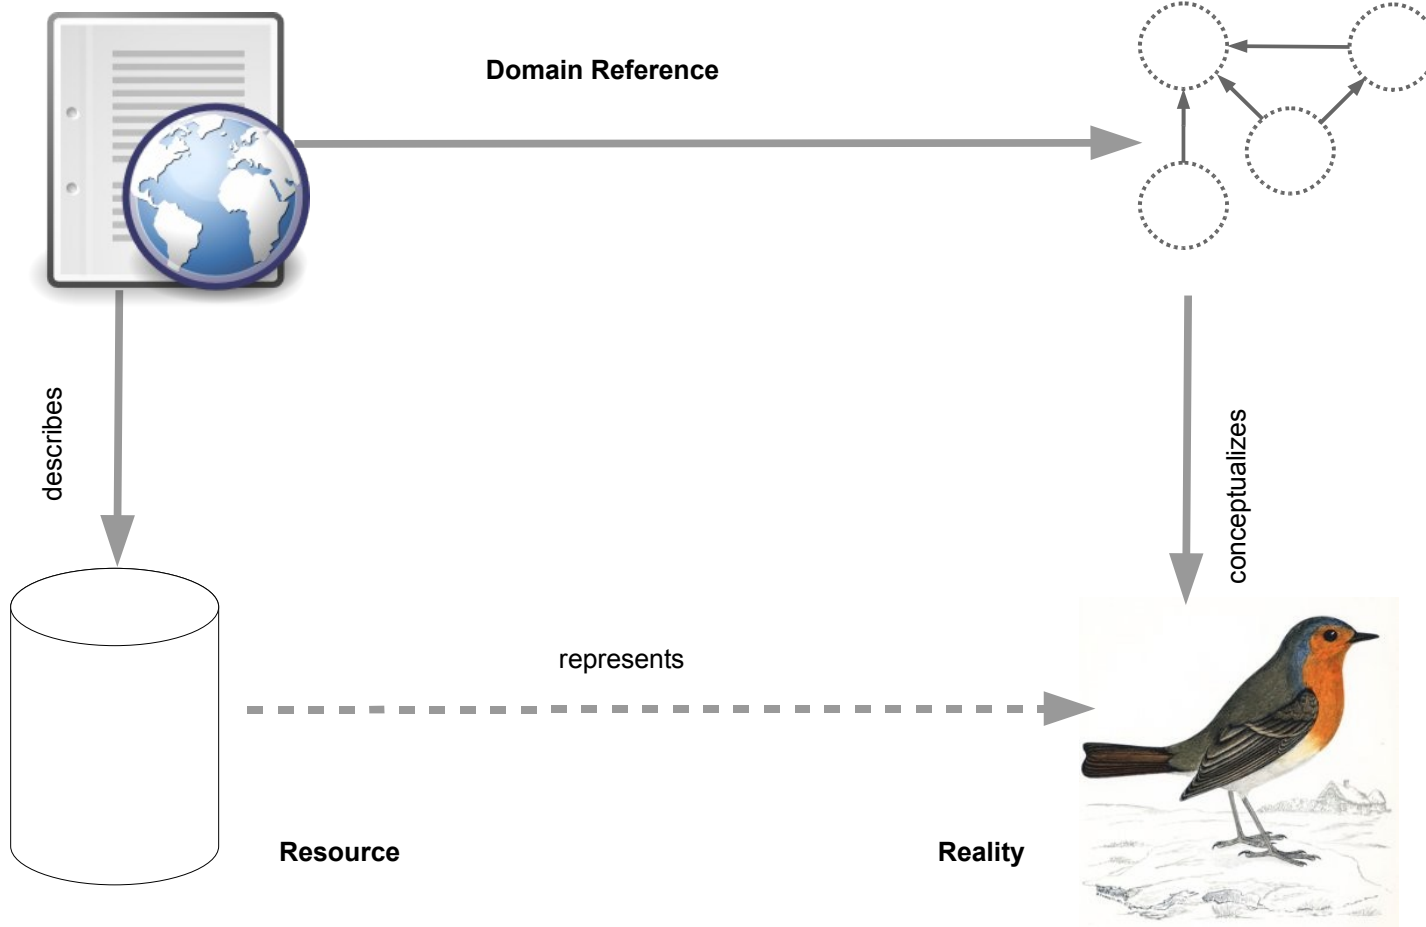 Domain Reference
describes
conceptualizes
represents
Resource
Reality